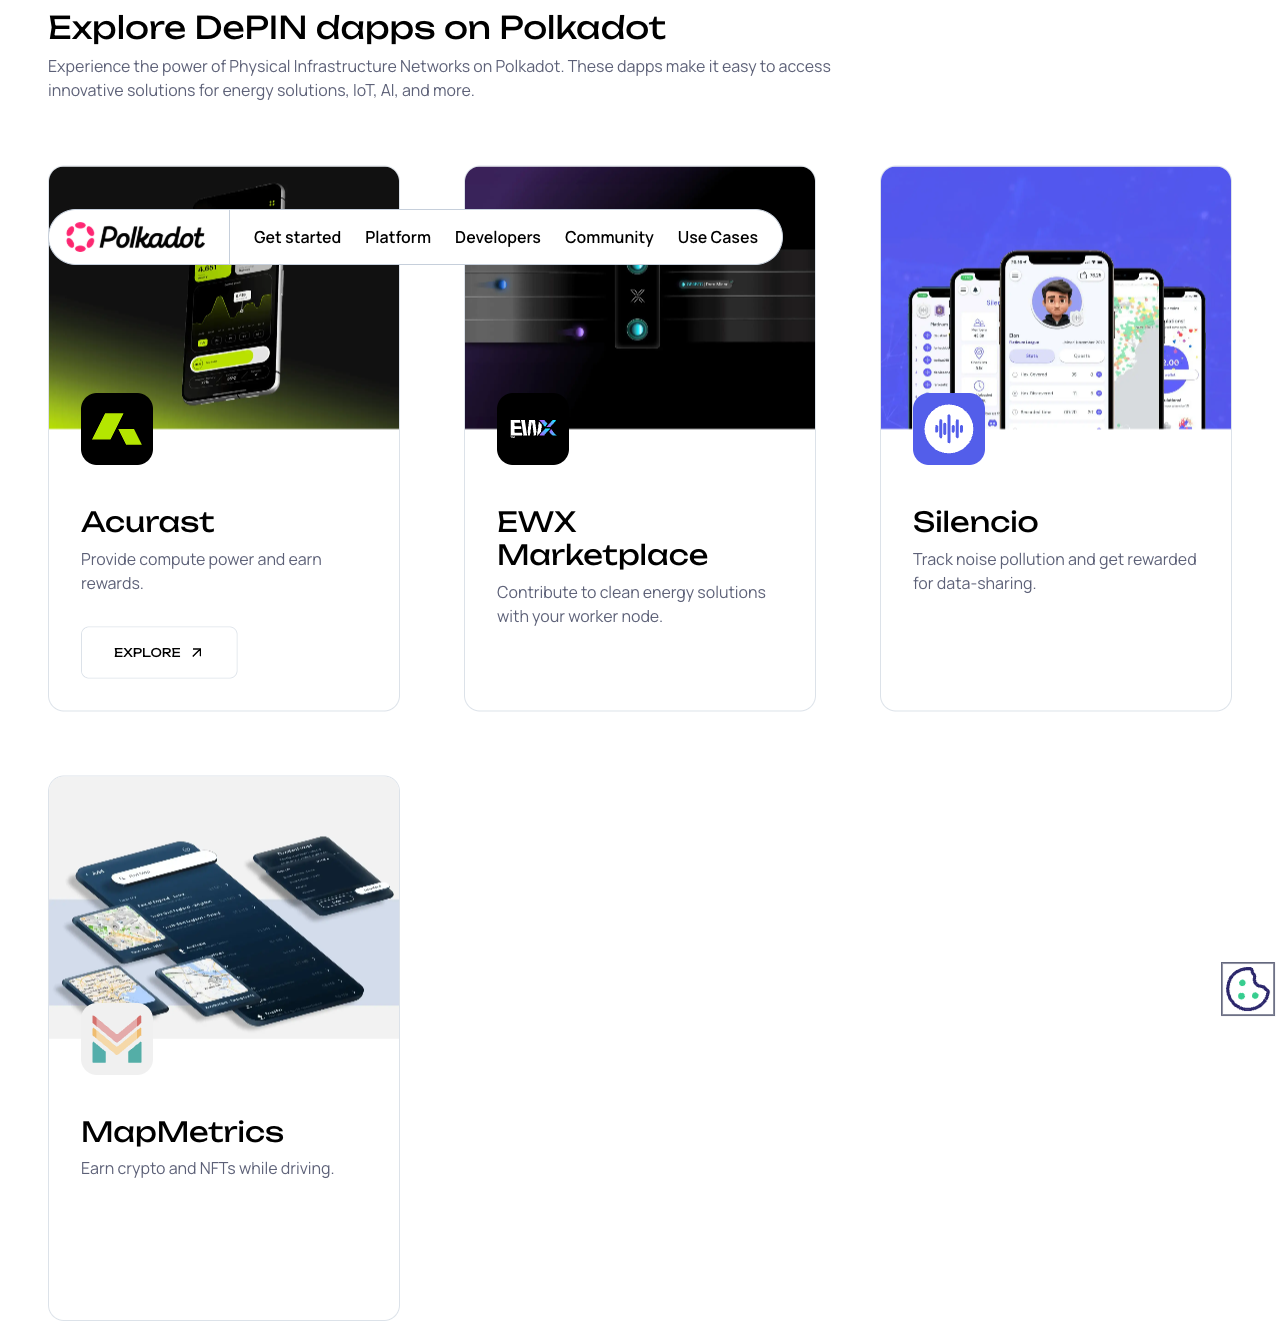 Explore DePIN dapps on Polkadot
Experience the power of Physical Infrastructure Networks on Polkadot. These dapps make it easy to access
innovative solutions for energy solutions, IoT, AI, and more.
Polkadot
Get started
Platform
Developers
Community
Use Cases
EWX
Acurast
Provide compute power and earn
rewards.
EXPLORE
EWX
Marketplace
Contribute to clean energy solutions
with your worker node.
Silencio
Track noise pollution and get rewarded
for data-sharing.
MapMetrics
Earn crypto and NFTs while driving.